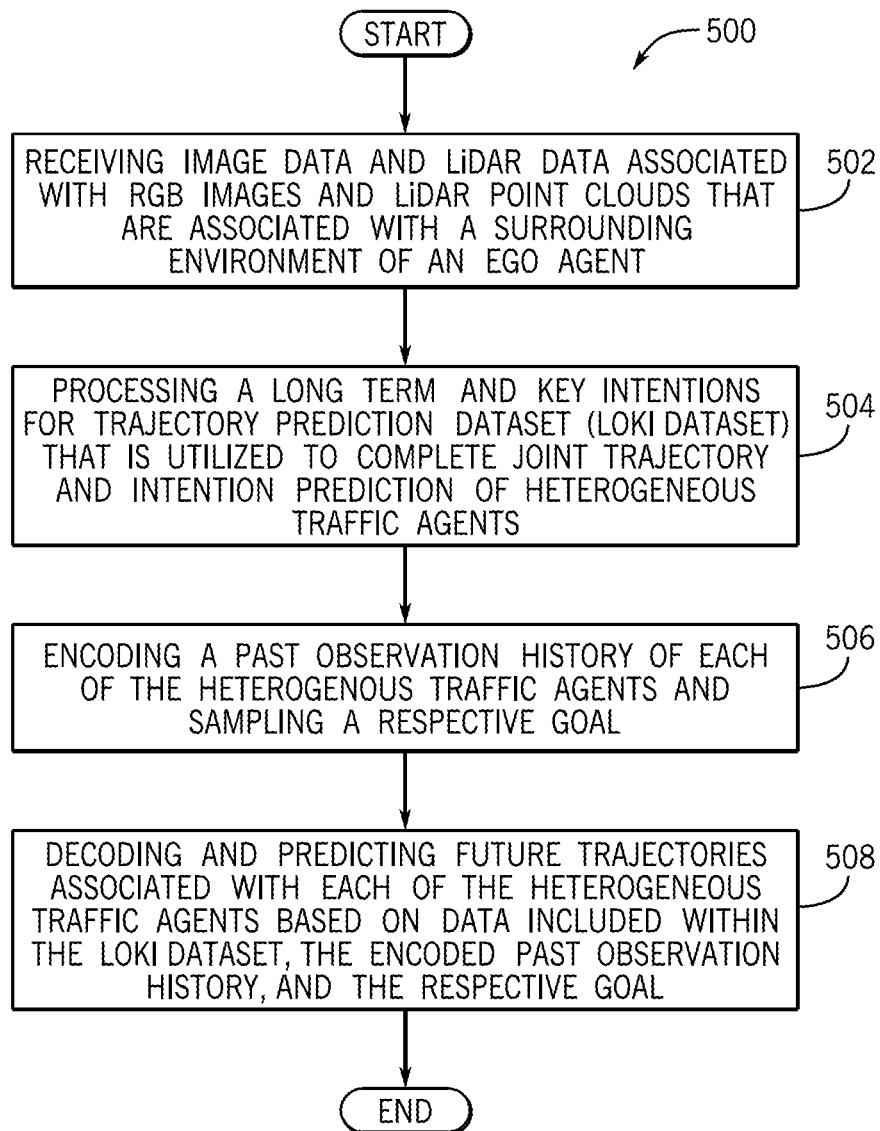 START
500
RECEIVING IMAGE DATA AND LiDAR DATA ASSOCIATED
WITH RGB IMAGES AND LiDAR POINT CLOUDS THAT
ARE ASSOCIATED WITH A SURROUNDING
ENVIRONMENT OF AN EGO AGENT
502
PROCESSING A LONG TERM AND KEY INTENTIONS
FOR TRAJECTORY PREDICTION DATASET (LOKI DATASET)
THAT IS UTILIZED TO COMPLETE JOINT TRAJECTORY
AND INTENTION PREDICTION OF HETEROGENEOUS
TRAFFIC AGENTS
504
ENCODING A PAST OBSERVATION HISTORY OF EACH
OF THE HETEROGENOUS TRAFFIC AGENTS AND
SAMPLING A RESPECTIVE GOAL
506
DECODING AND PREDICTING FUTURE TRAJECTORIES
ASSOCIATED WITH EACH OF THE HETEROGENEOUS
TRAFFIC AGENTS BASED ON DATA INCLUDED WITHIN
THE LOKI DATASET, THE ENCODED PAST OBSERVATION
HISTORY, AND THE RESPECTIVE GOAL
508
END